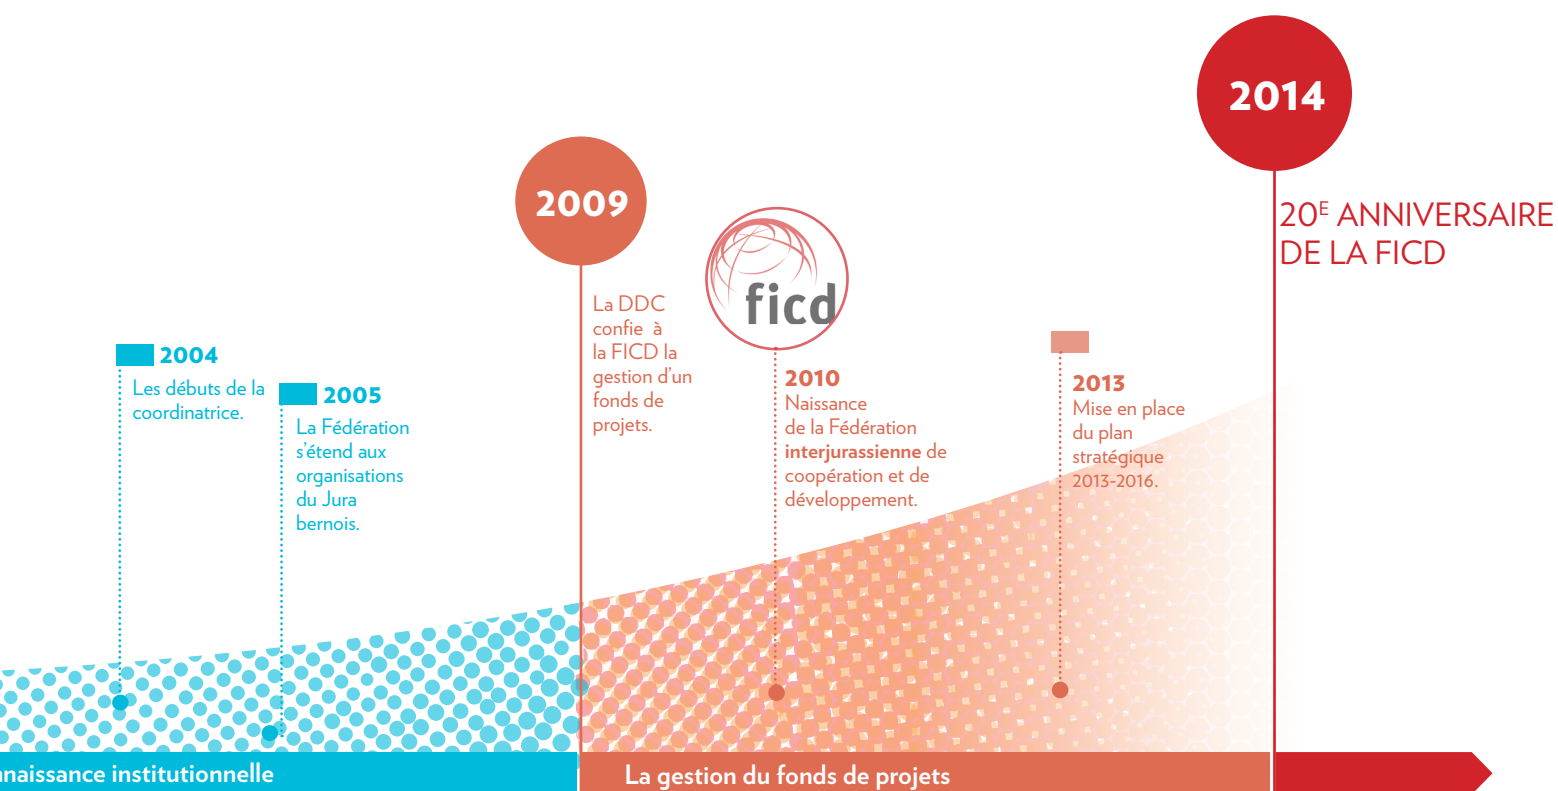 2004
Les débuts de la
coordinatrice.
2005
La Fédération
s’étend aux
organisations
du Jura
bernois.
2009
La DDC
confie à
la FICD la
gestion d’un
fonds de
projets.
ficd
2010
Naissance
de la Fédération
interjurassienne de
coopération et de
développement.
2013
Mise en place
du plan
stratégique
2013-2016.
2014
20E ANNIVERSAIRE
DE LA FICD
institutionnelle
La gestion du fonds de projets